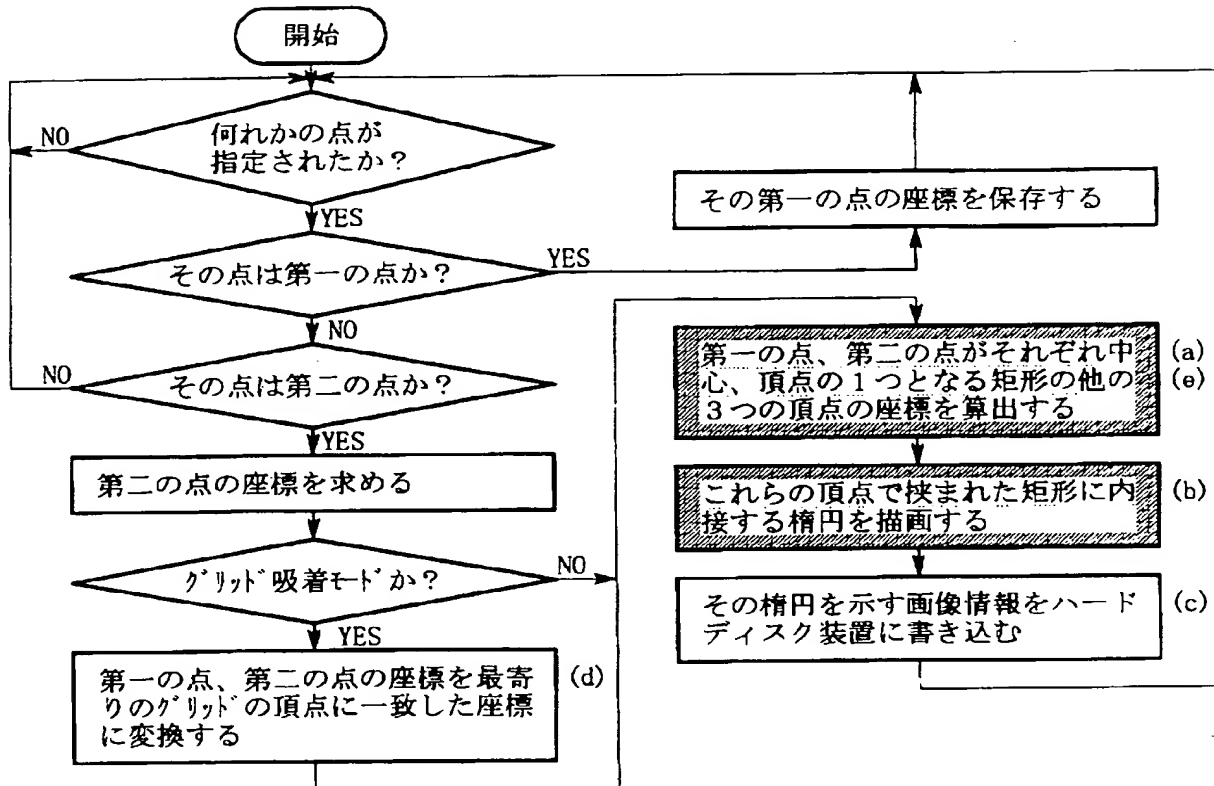 開始
何れかの点が
指定されたか？
NO
YES
その点は第一の点か？
YES
NO
その第一の点の座標を保存する
その点は第二の点か？
NO
YES
第二の点の座標を求める
ｸﾞﾘｯﾄﾞ吸着ﾓｰﾄﾞか？
NO
YES
第一の点、第二の点の座標を最寄
りのｸﾞﾘｯﾄﾞの頂点に一致した座標
に変換する
(d)
第一の点、第二の点がそれぞれ中
心、頂点の１つとなる矩形の他の
３つの頂点の座標を算出する
(a)
(e)
これらの頂点で挟まれた矩形に内
接する楕円を描画する
(b)
その楕円を示す画像情報をハード
ディスク装置に書き込む
(c)